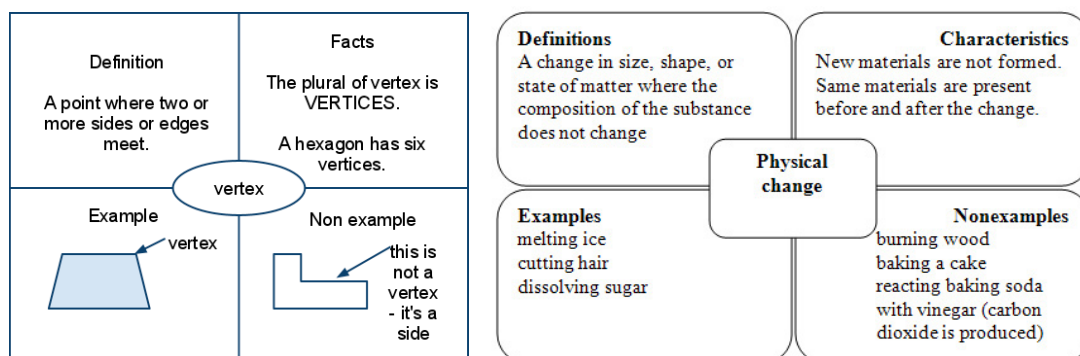 Definition
A point where two or
more sides or edges
meet.
Facts
The plural of vertex is
VERTICES.
A hexagon has six
vertices.
vertex
Example
vertex
Non example
this is
not a
vertex
- it's a
side
Definitions
A change in size, shape, or
state of matter where the
composition of the substance
does not change
Characteristics
New materials are not formed.
Same materials are present
before and after the change.
Physical
change
Examples
melting ice
cutting hair
dissolving sugar
Nonexamples
burning wood
baking a cake
reacting baking soda
with vinegar (carbon
dioxide is produced)